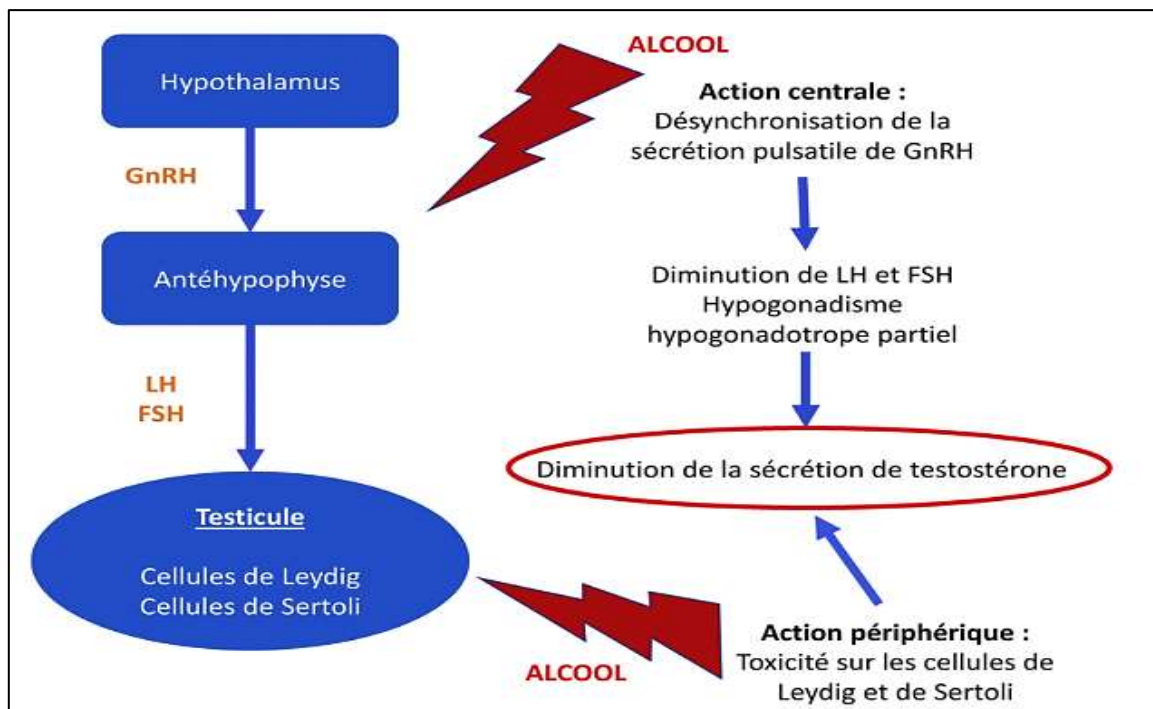 Hypothalamus
GnRH
Antéhypophyse
LH
FSH
Testicule
Cellules de Leydig
Cellules de Sertoli
ALCOOL
Action centrale :
Désynchronisation de la
sécrétion pulsatile de GnRH
Diminution de LH et FSH
Hypogonadisme
hypogonadotrope partiel
Diminution de la sécrétion de testostérone
ALCOOL
Action périphérique :
Toxicité sur les cellules de
Leydig et de Sertoli